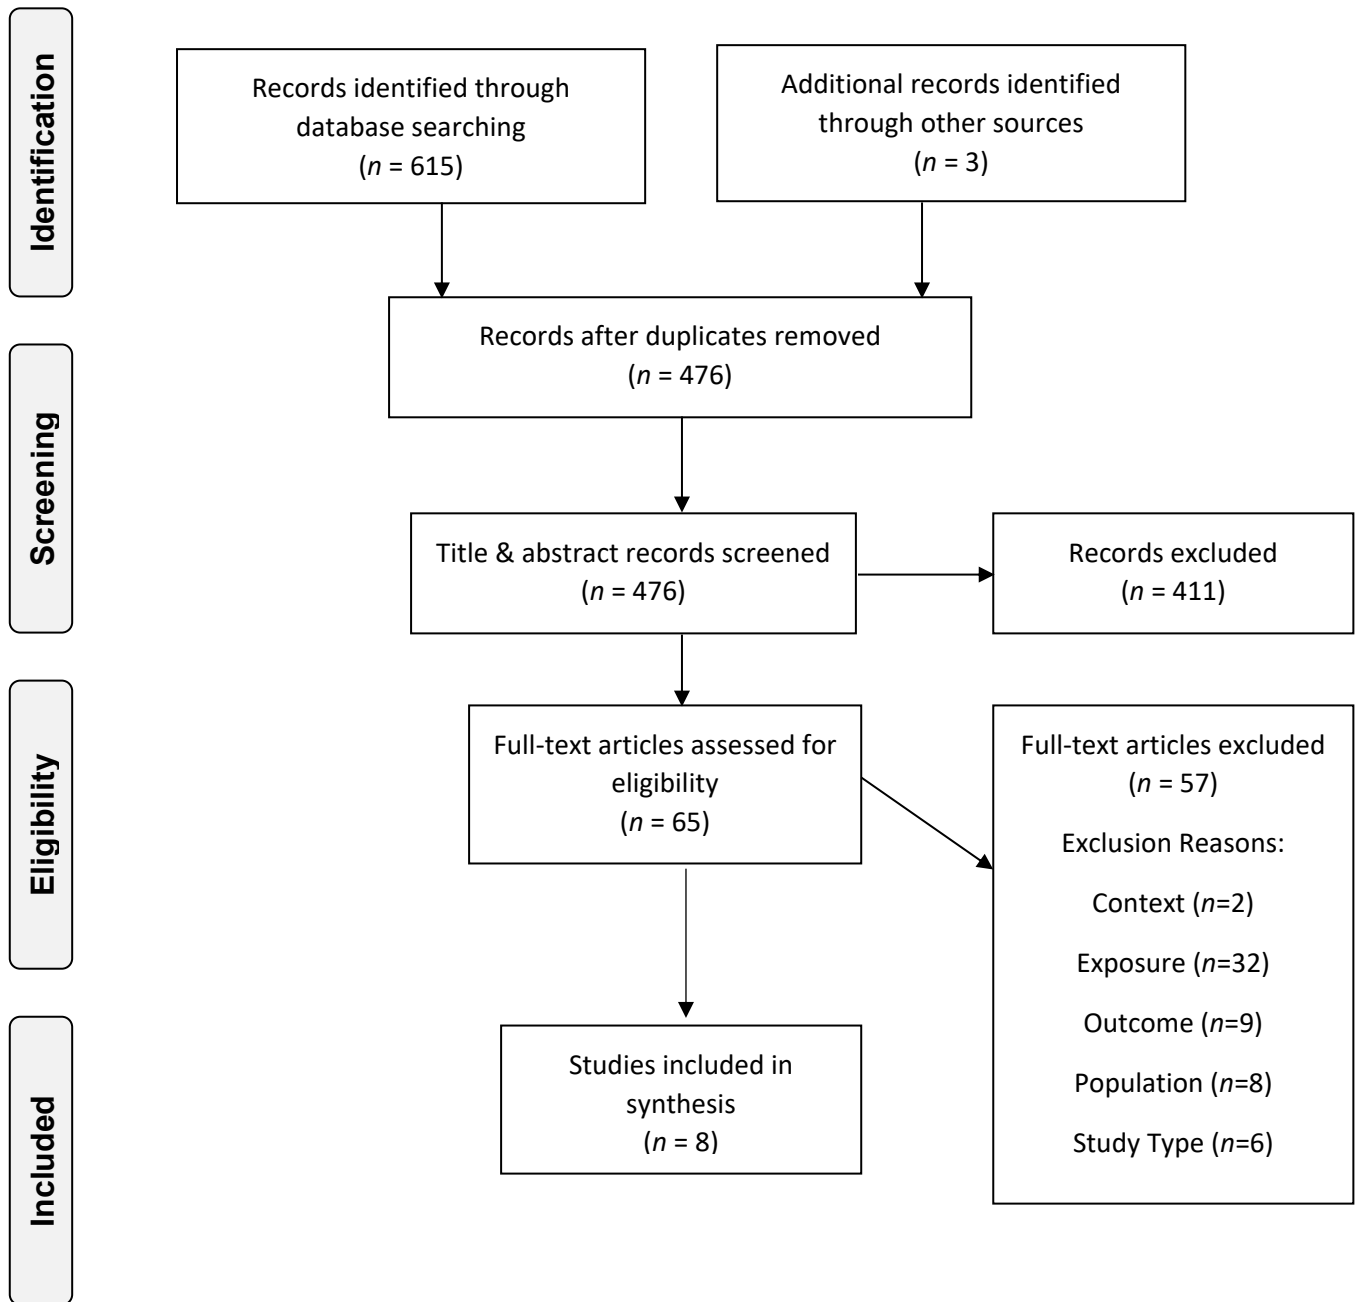 Identification
Records identified through
database searching
(n = 615)
Additional records identified
through other sources
(n = 3)
Records after duplicates removed
(n = 476)
Screening
Title & abstract records screened
(n = 476)
Records excluded
(n = 411)
Eligibility
Full-text articles assessed for
eligibility
(n = 65)
Full-text articles excluded
(n = 57)
Exclusion Reasons:
Context (n=2)
Exposure (n=32)
Outcome (n=9)
Population (n=8)
Study Type (n=6)
Included
Studies included in
synthesis
(n = 8)